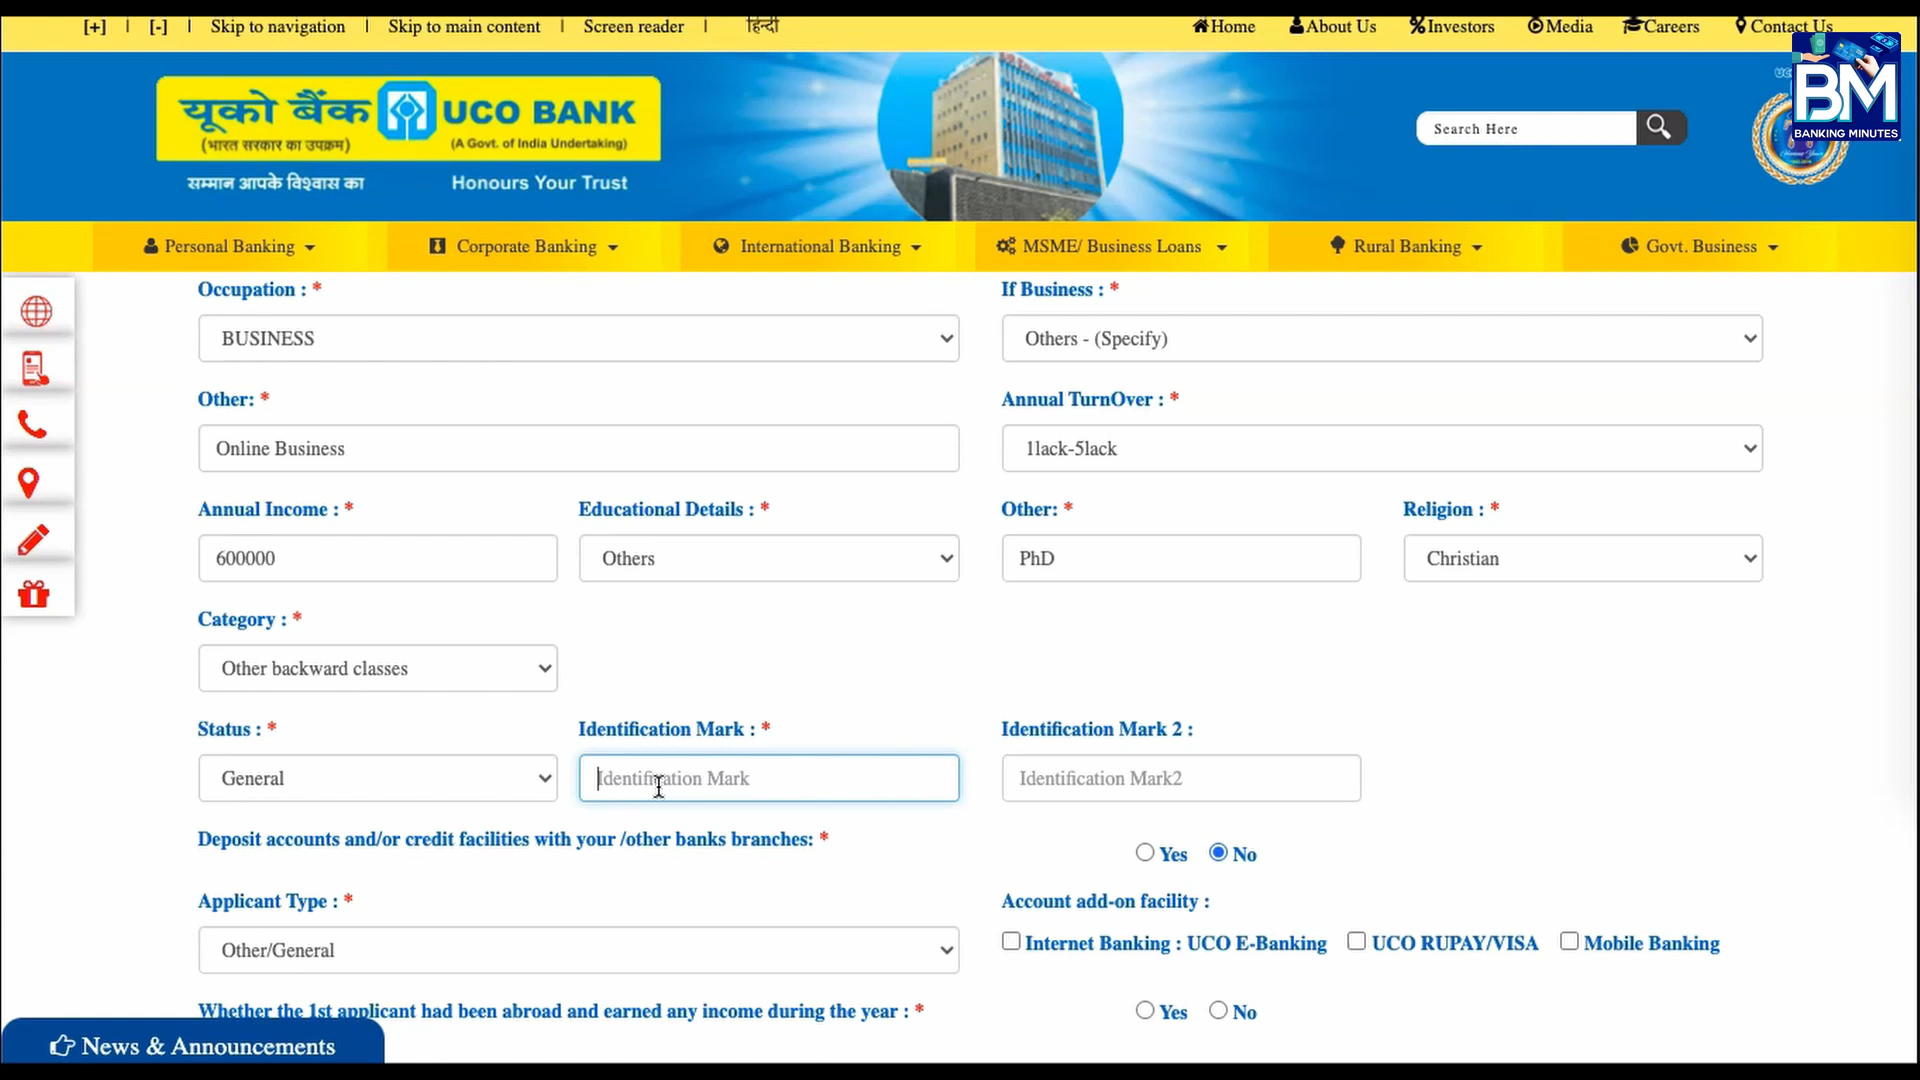 [+] | [-] | Skip to navigation | Skip to main content | Screen reader | हिन्दी
Home About Us Investors Media Careers Contact Us
BM
BANKING MINUTES
यूको बैंक UCO BANK
(भारत सरकार का उपक्रम) (A Govt. of India Undertaking)
सम्मान आपके विश्वास का Honours Your Trust
Search Here
Personal Banking Corporate Banking International Banking MSME/ Business Loans Rural Banking Govt. Business
Occupation : * If Business : *
BUSINESS Others - (Specify)
Other: * Annual TurnOver : *
Online Business 1lack-5lack
Annual Income : * Educational Details : * Other: * Religion : *
600000 Others PhD Christian
Category : *
Other backward classes
Status : * Identification Mark : * Identification Mark 2 :
General Identification Mark Identification Mark2
Deposit accounts and/or credit facilities with your /other banks branches: * Yes No
Applicant Type : * Account add-on facility :
Other/General Internet Banking : UCO E-Banking UCO RUPAY/VISA Mobile Banking
Whether the 1st applicant had been abroad and earned any income during the year : * Yes No
News & Announcements